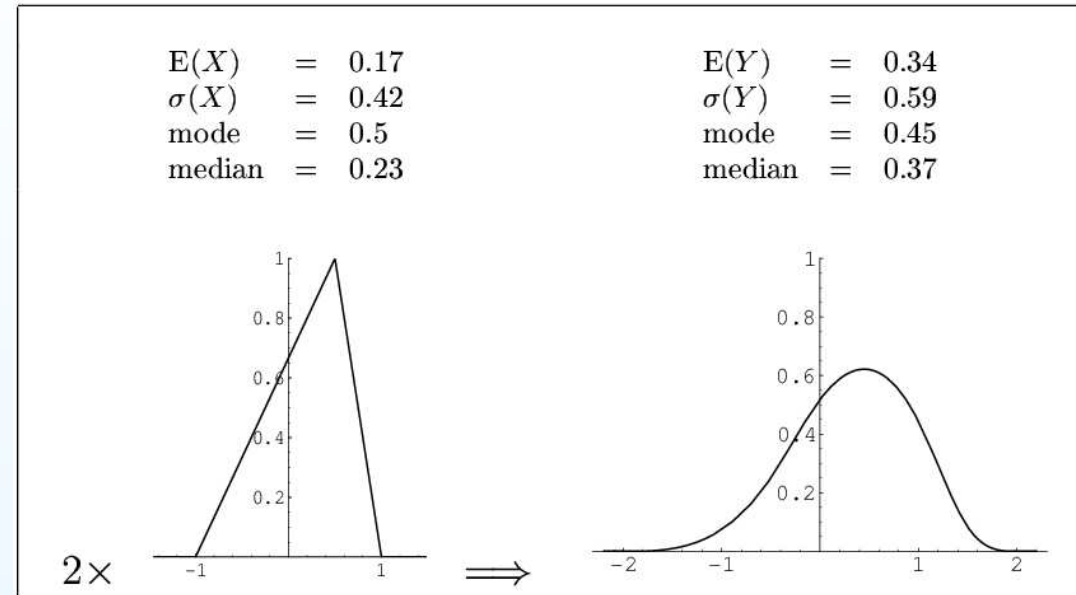 E(X) = 0.17
σ(X) = 0.42
mode = 0.5
median = 0.23
E(Y) = 0.34
σ(Y) = 0.59
mode = 0.45
median = 0.37
1
0.8
0.6
0.4
0.2
-1 1
2×
⟹
1
0.8
0.6
0.4
0.2
-2 -1 1 2